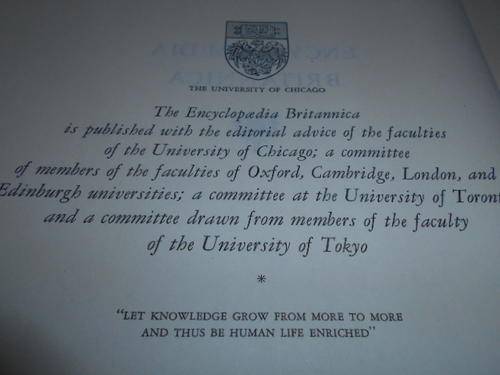 THE UNIVERSITY OF CHICAGO
The Encyclopædia Britannica
is published with the editorial advice of the faculties
of the University of Chicago; a committee
of members of the faculties of Oxford, Cambridge, London, and
Edinburgh universities; a committee at the University of Toront
and a committee drawn from members of the faculty
of the University of Tokyo
*
"LET KNOWLEDGE GROW FROM MORE TO MORE
AND THUS BE HUMAN LIFE ENRICHED"